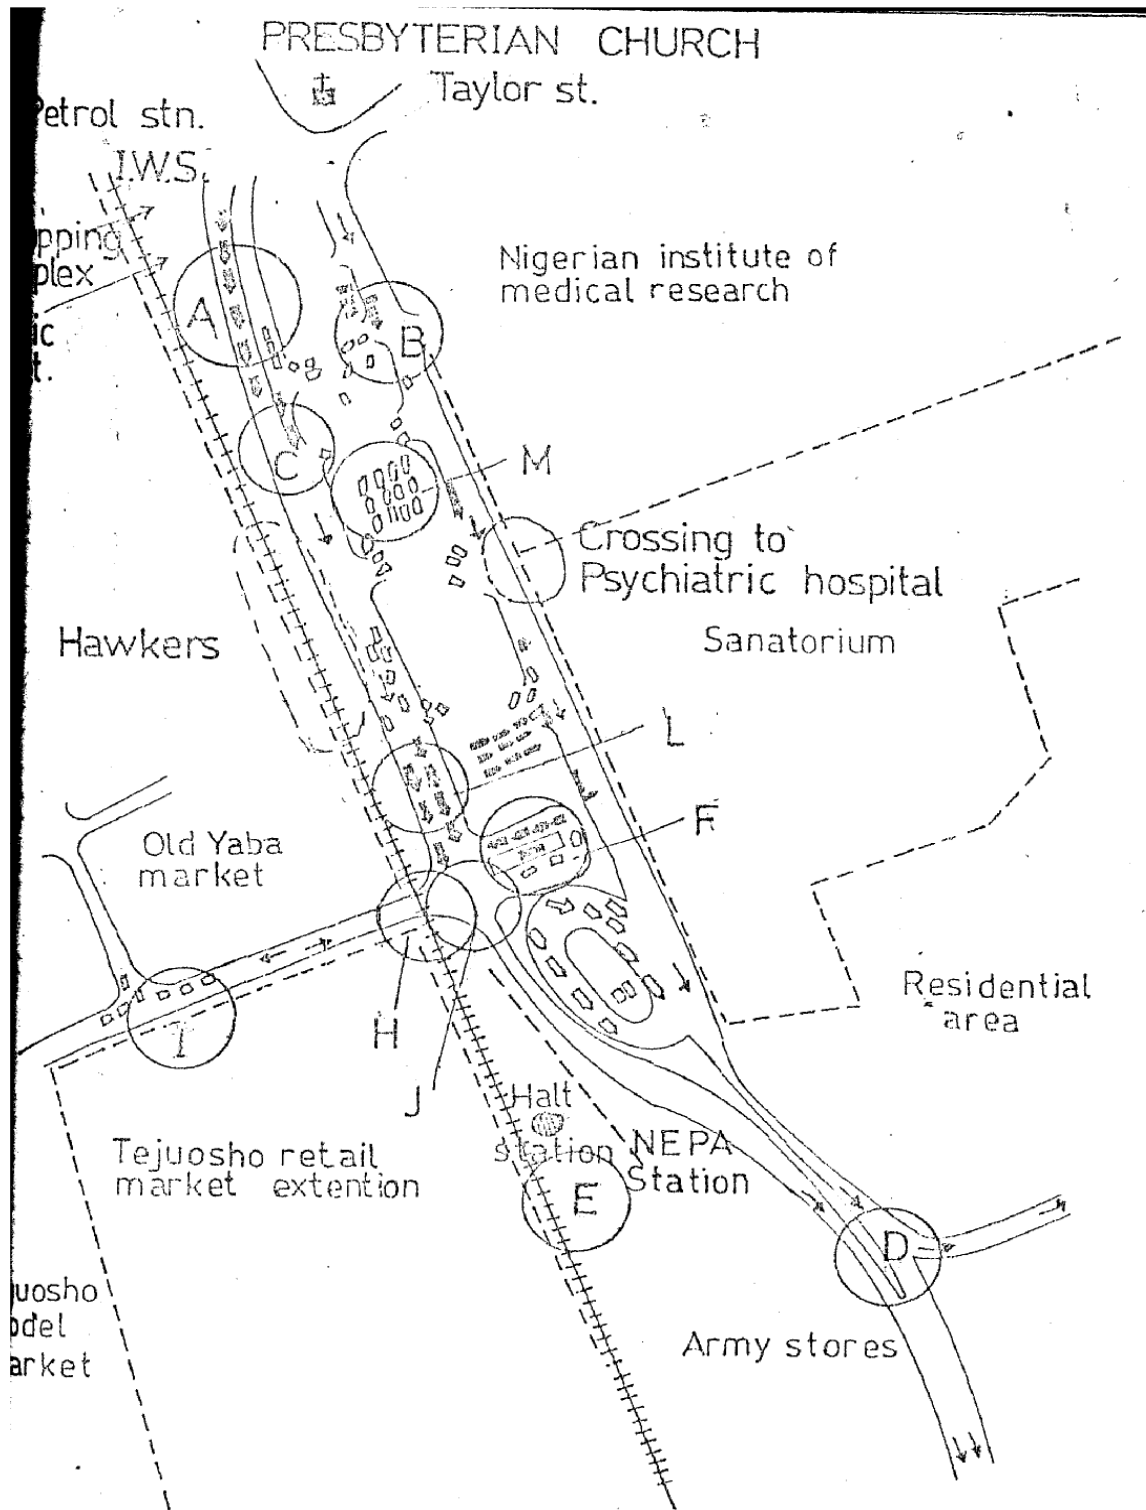 PRESBYTERIAN CHURCH
Taylor st.
Petrol stn.
I.W.S.
pping
plex
ic
t.
Nigerian institute of
medical research
A
B
C
M
Crossing to
Psychiatric hospital
Hawkers
Sanatorium
L
L
F
Old Yaba
market
Residential
area
I
H
J
Halt
station
NEPA
Station
Tejuosho retail
market extention
E
D
uosho
odel
arket
Army stores